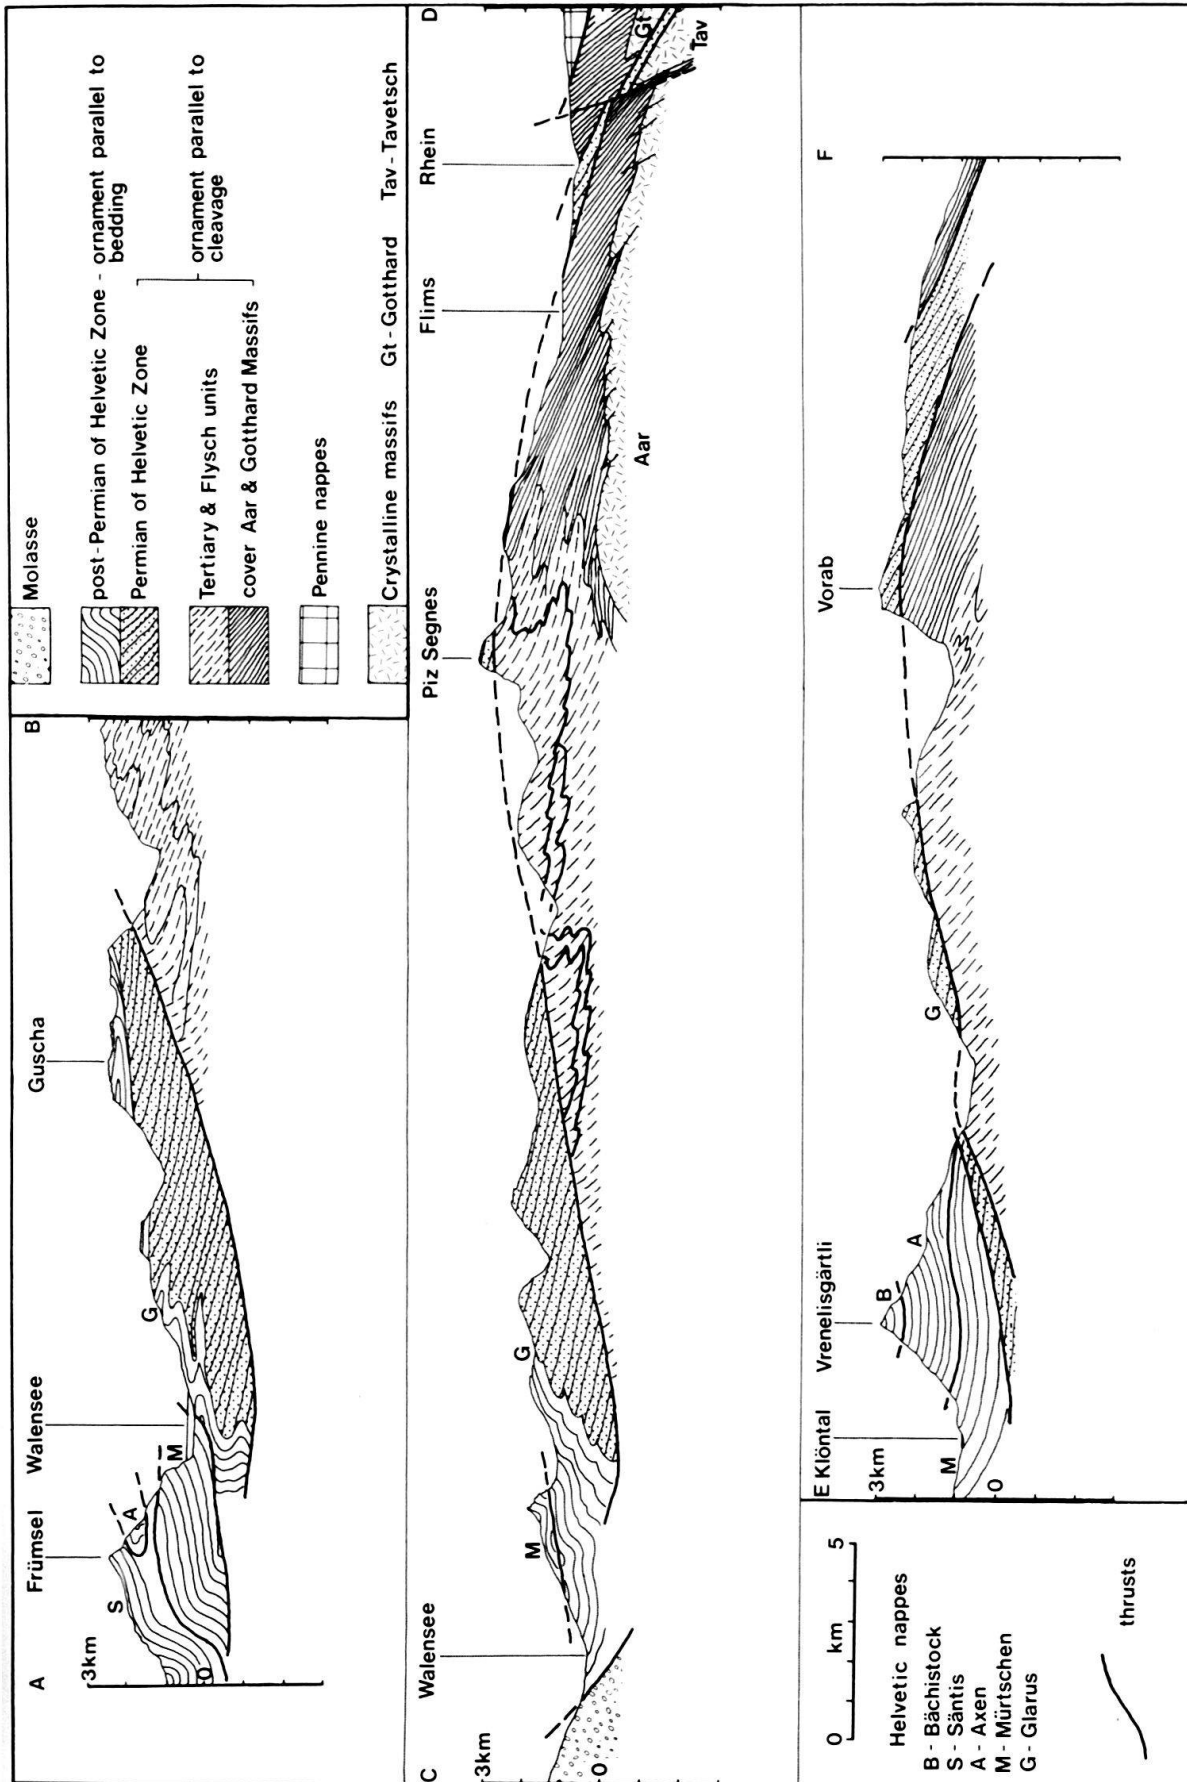 A
Frümsel
Walensee
Guscha
B
3km
0
S
A
M
G
Molasse
post-Permian of Helvetic Zone - ornament parallel to
bedding
Permian of Helvetic Zone
Tertiary & Flysch units
ornament parallel to
cleavage
cover Aar & Gotthard Massifs
Pennine nappes
Crystalline massifs Gt - Gotthard Tav - Tavetsch
C
Walensee
Piz Segnes
Flims
Rhein
D
3km
0
M
G
Aar
Gt
Tav
E Klöntal
Vrenelisgärtli
Vorab
F
3km
0
M
B
A
G
0 km 5
Helvetic nappes
B - Bächistock
S - Säntis
A - Axen
M - Mürtschen
G - Glarus
thrusts